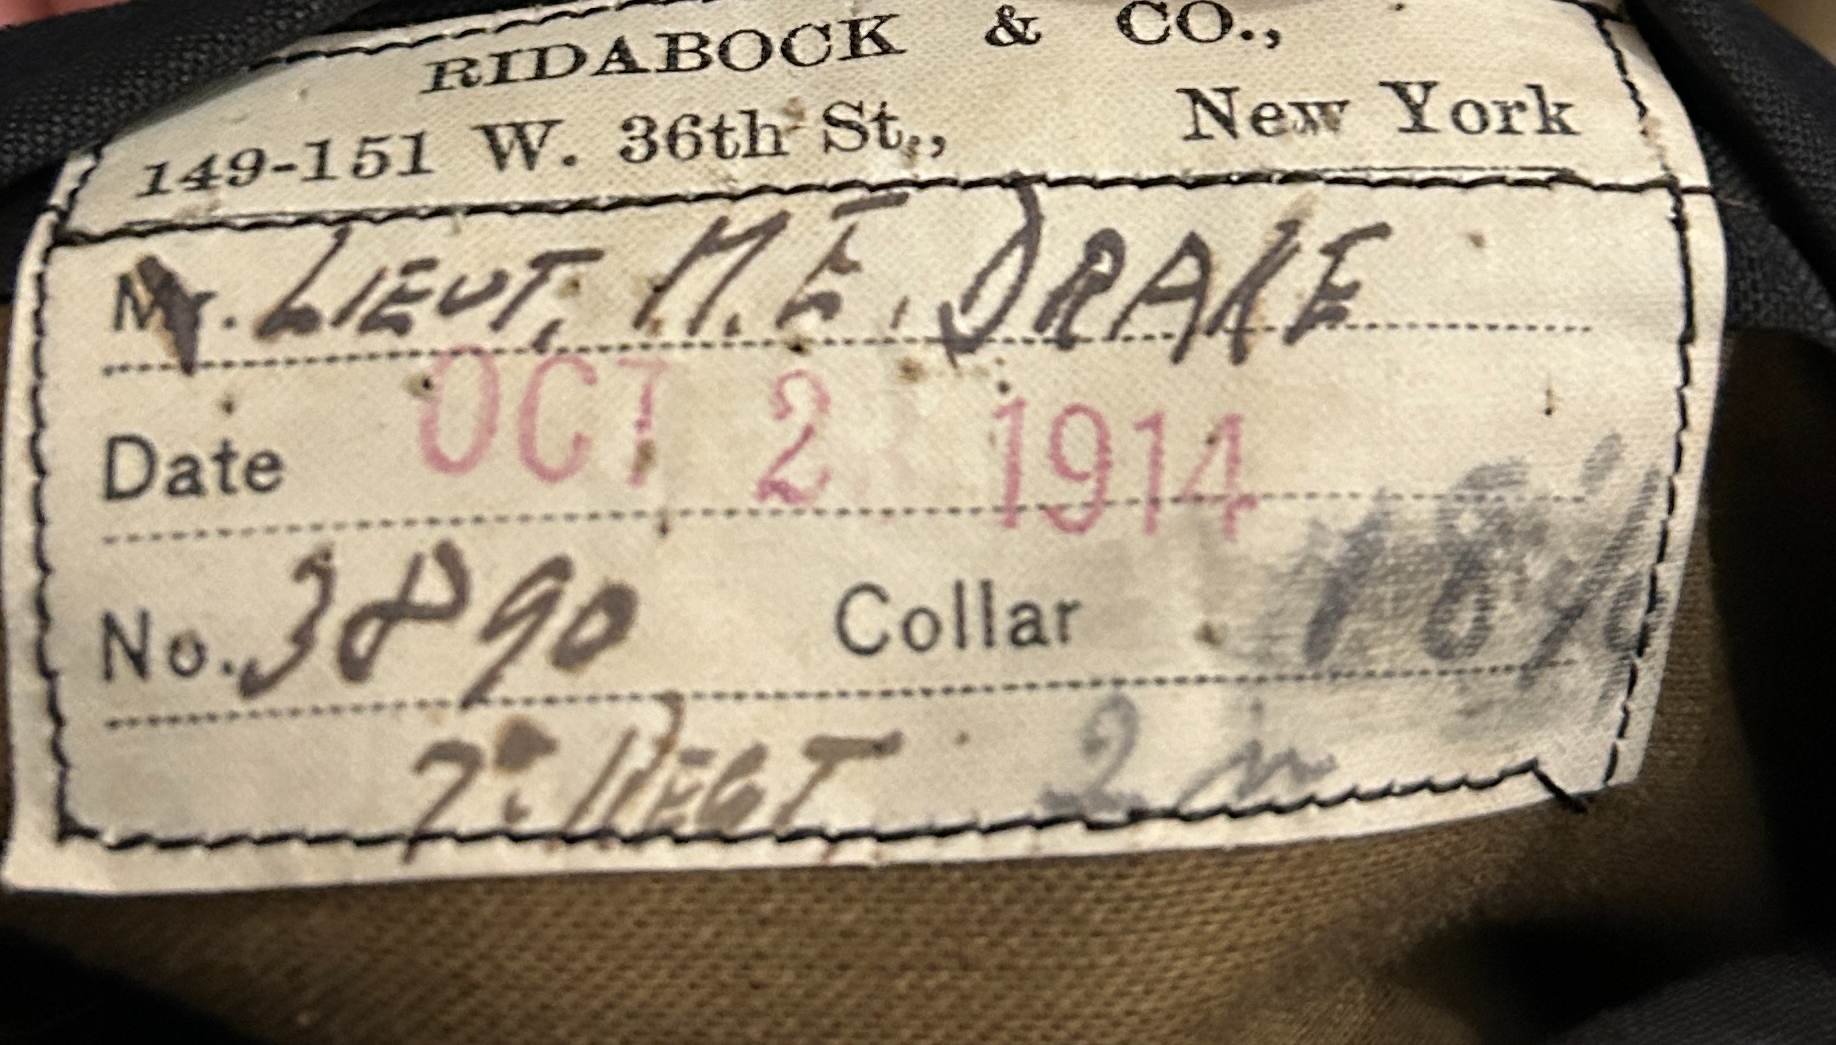 RIDABOCK & CO.,
149-151 W. 36th St., New York
Mr. LIEUT. M.E. DRAKE
Date OCT 2 1914
No. 3890 Collar
7" REGT